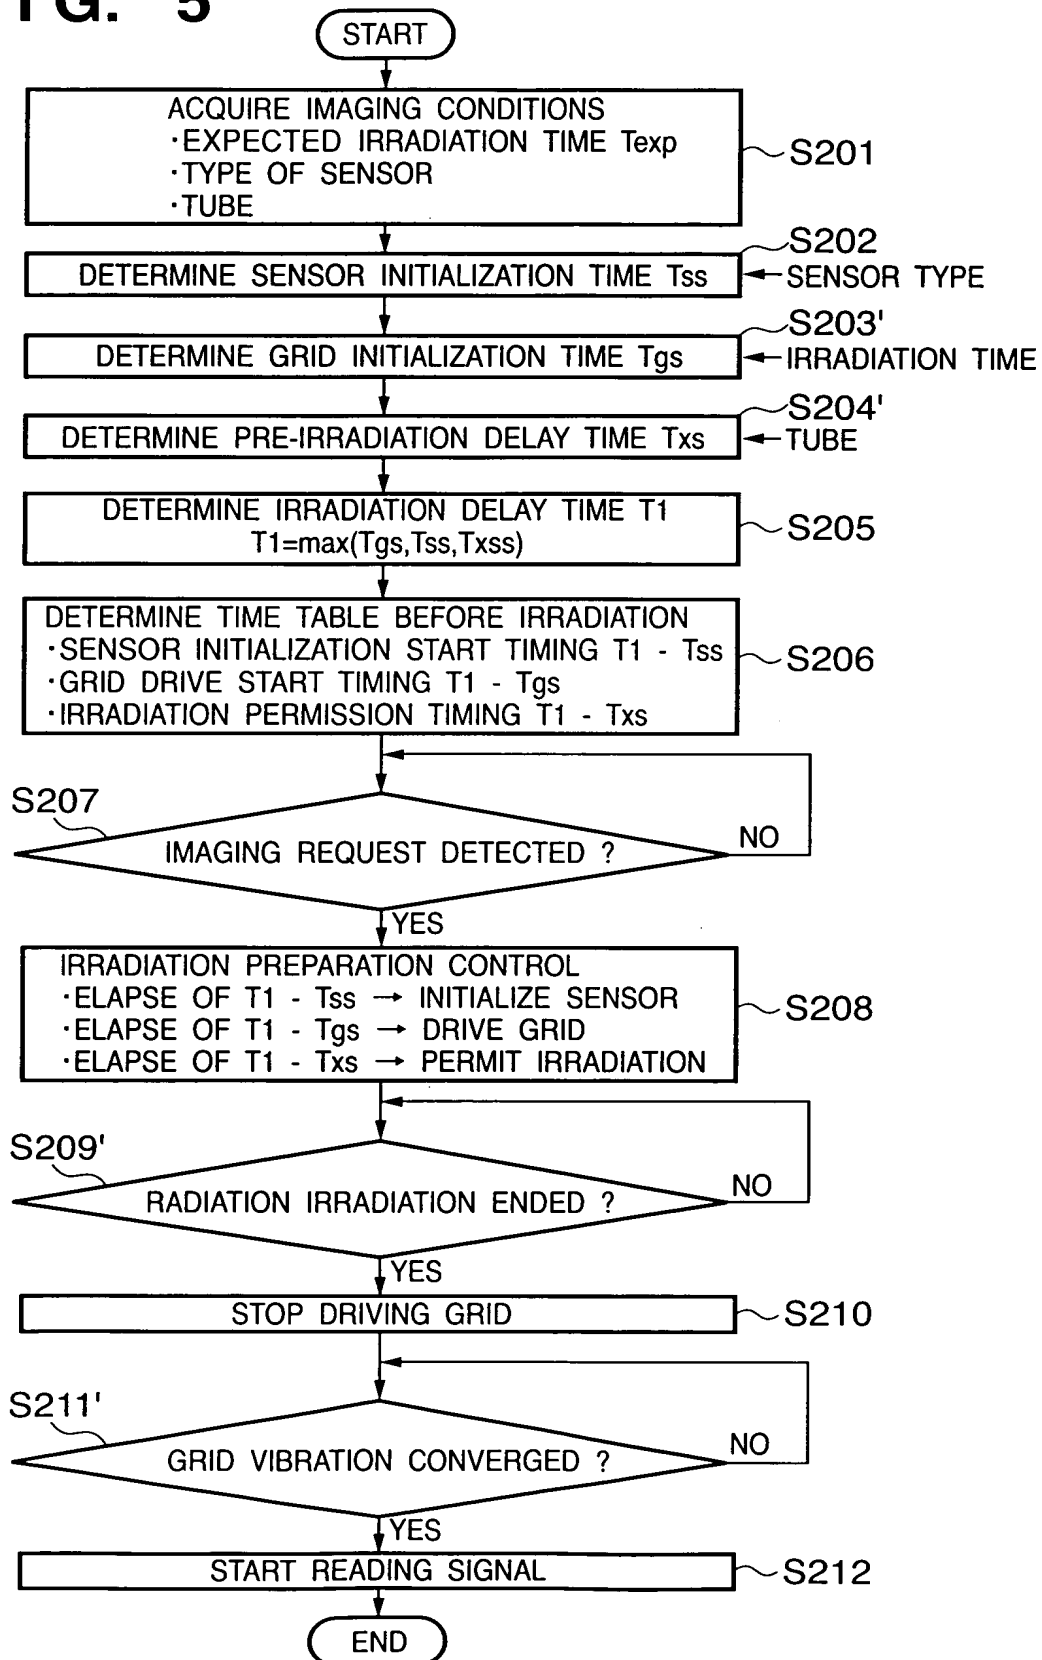 FG. 5
START
ACQUIRE IMAGING CONDITIONS
·EXPECTED IRRADIATION TIME Texp
·TYPE OF SENSOR
·TUBE
S201
S202
DETERMINE SENSOR INITIALIZATION TIME Tss
SENSOR TYPE
S203'
DETERMINE GRID INITIALIZATION TIME Tgs
IRRADIATION TIME
S204'
DETERMINE PRE-IRRADIATION DELAY TIME Txs
TUBE
DETERMINE IRRADIATION DELAY TIME T1
T1=max(Tgs,Tss,Txss)
S205
DETERMINE TIME TABLE BEFORE IRRADIATION
·SENSOR INITIALIZATION START TIMING T1 - Tss
·GRID DRIVE START TIMING T1 - Tgs
·IRRADIATION PERMISSION TIMING T1 - Txs
S206
S207
IMAGING REQUEST DETECTED ?
NO
YES
IRRADIATION PREPARATION CONTROL
·ELAPSE OF T1 - Tss → INITIALIZE SENSOR
·ELAPSE OF T1 - Tgs → DRIVE GRID
·ELAPSE OF T1 - Txs → PERMIT IRRADIATION
S208
S209'
RADIATION IRRADIATION ENDED ?
NO
YES
STOP DRIVING GRID
S210
S211'
GRID VIBRATION CONVERGED ?
NO
YES
START READING SIGNAL
S212
END